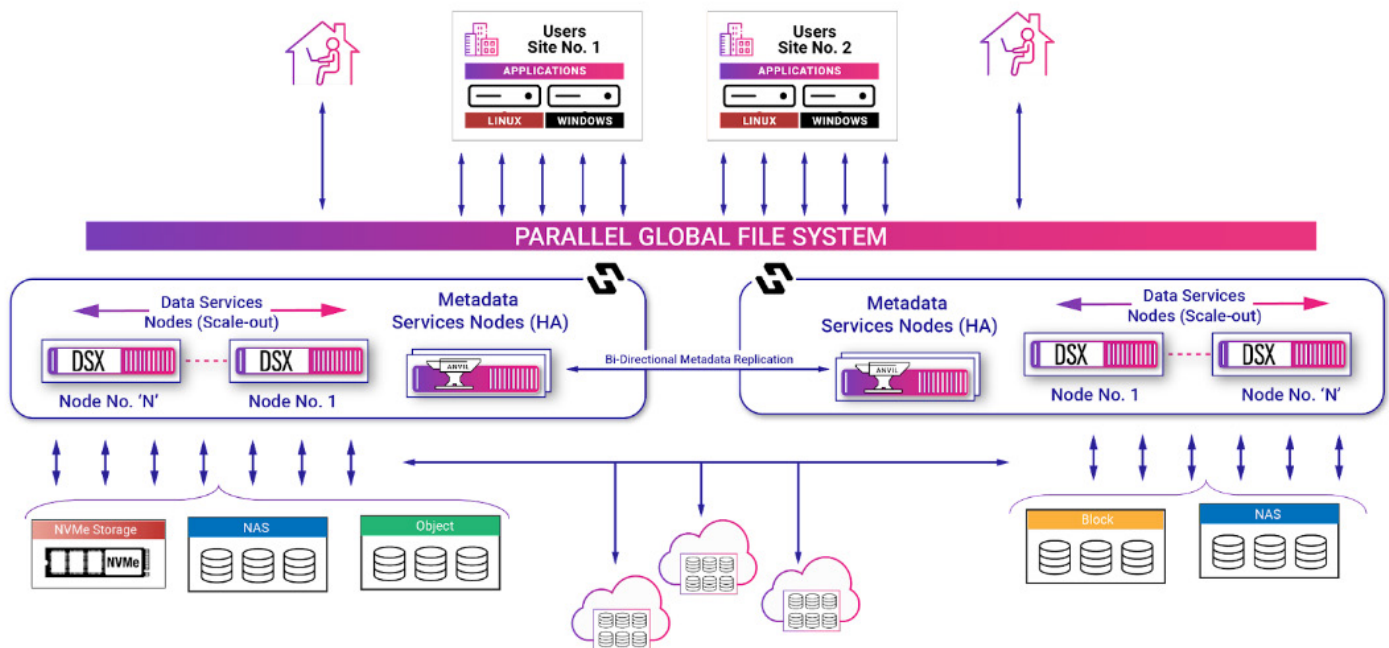 Users
Site No. 1
APPLICATIONS
LINUX
WINDOWS
Users
Site No. 2
APPLICATIONS
LINUX
WINDOWS
PARALLEL GLOBAL FILE SYSTEM
Data Services
Nodes (Scale-out)
DSX
DSX
Node No. 'N'
Node No. 1
Metadata
Services Nodes (HA)
ANVIL
Bi-Directional Metadata Replication
Metadata
Services Nodes (HA)
ANVIL
Data Services
Nodes (Scale-out)
DSX
DSX
Node No. 1
Node No. 'N'
NVMe Storage
NVMe
NAS
Object
Block
NAS